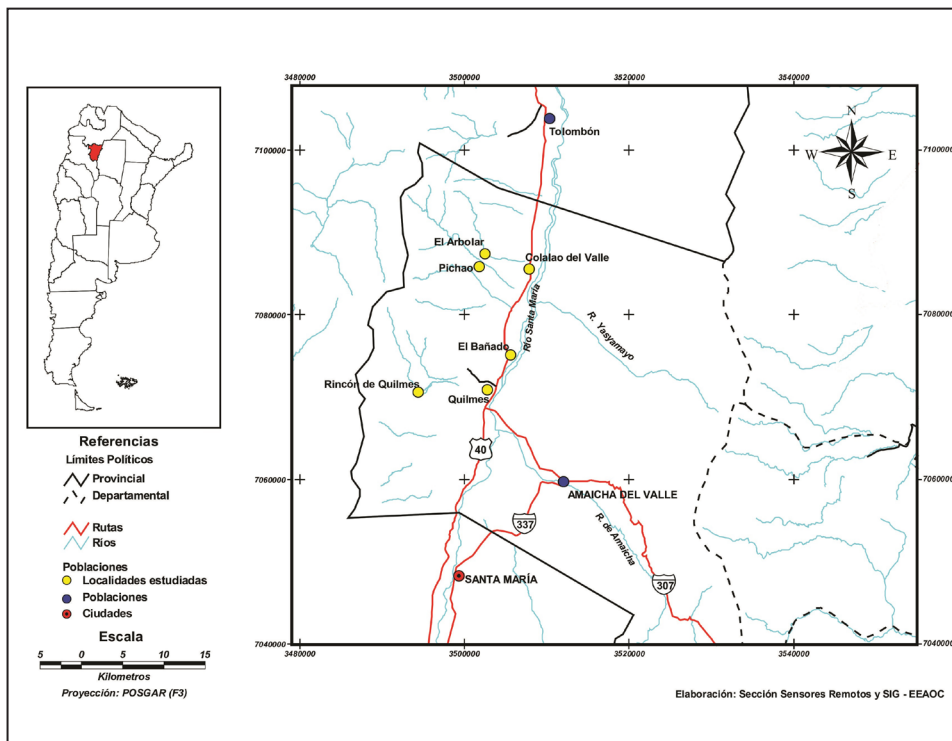 3480000
3500000
3520000
3540000
7100000
7100000
7080000
7080000
7060000
7060000
7040000
7040000
3480000
3500000
3520000
3540000
N
W
E
S
Tolombón
El Arbolar
Colalao del Valle
Pichao
Río Santa María
R. Yasyamayo
El Bañado
Rincón de Quilmes
Quilmes
40
AMAICHA DEL VALLE
337
R. de Amaicha
SANTA MARÍA
307
Referencias
Límites Políticos
Provincial
Departamental
Rutas
Ríos
Poblaciones
Localidades estudiadas
Poblaciones
Ciudades
Escala
5 0 5 10 15
Kilometros
Proyección: POSGAR (F3)
Elaboración: Sección Sensores Remotos y SIG - EEAOC